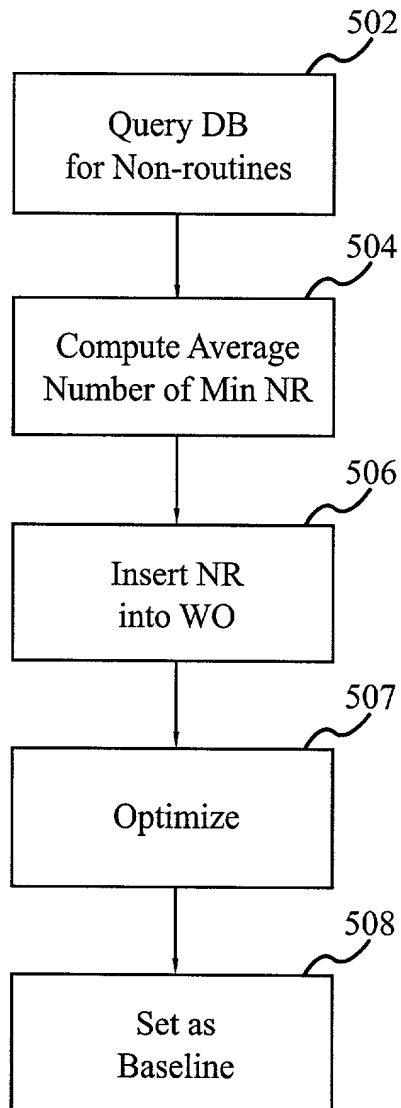 502
Query DB
for Non-routines
504
Compute Average
Number of Min NR
506
Insert NR
into WO
507
Optimize
508
Set as
Baseline